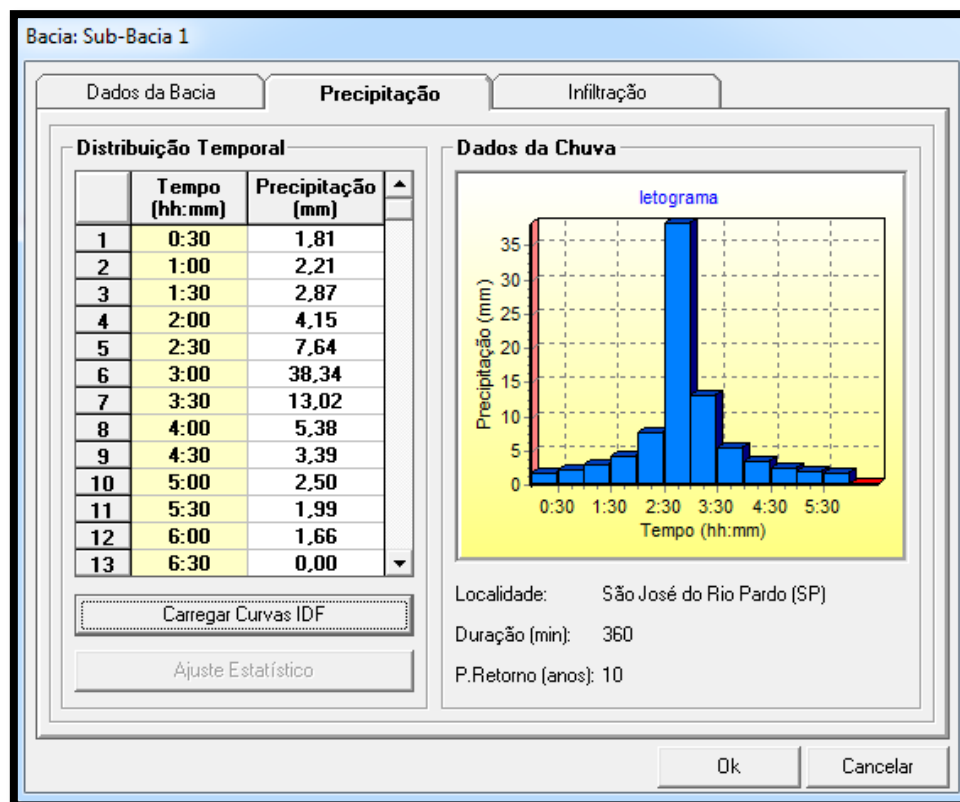 Bacia: Sub-Bacia 1
Dados da Bacia Precipitação Infiltração
Distribuição Temporal
Tempo (hh:mm) Precipitação (mm)
1 0:30 1,81
2 1:00 2,21
3 1:30 2,87
4 2:00 4,15
5 2:30 7,64
6 3:00 38,34
7 3:30 13,02
8 4:00 5,38
9 4:30 3,39
10 5:00 2,50
11 5:30 1,99
12 6:00 1,66
13 6:30 0,00
Carregar Curvas IDF
Ajuste Estatístico
Dados da Chuva
Ietograma
Precipitação (mm)
35
30
25
20
15
10
5
0
0:30 1:30 2:30 3:30 4:30 5:30
Tempo (hh:mm)
Localidade: São José do Rio Pardo (SP)
Duração (min): 360
P.Retorno (anos): 10
Ok Cancelar